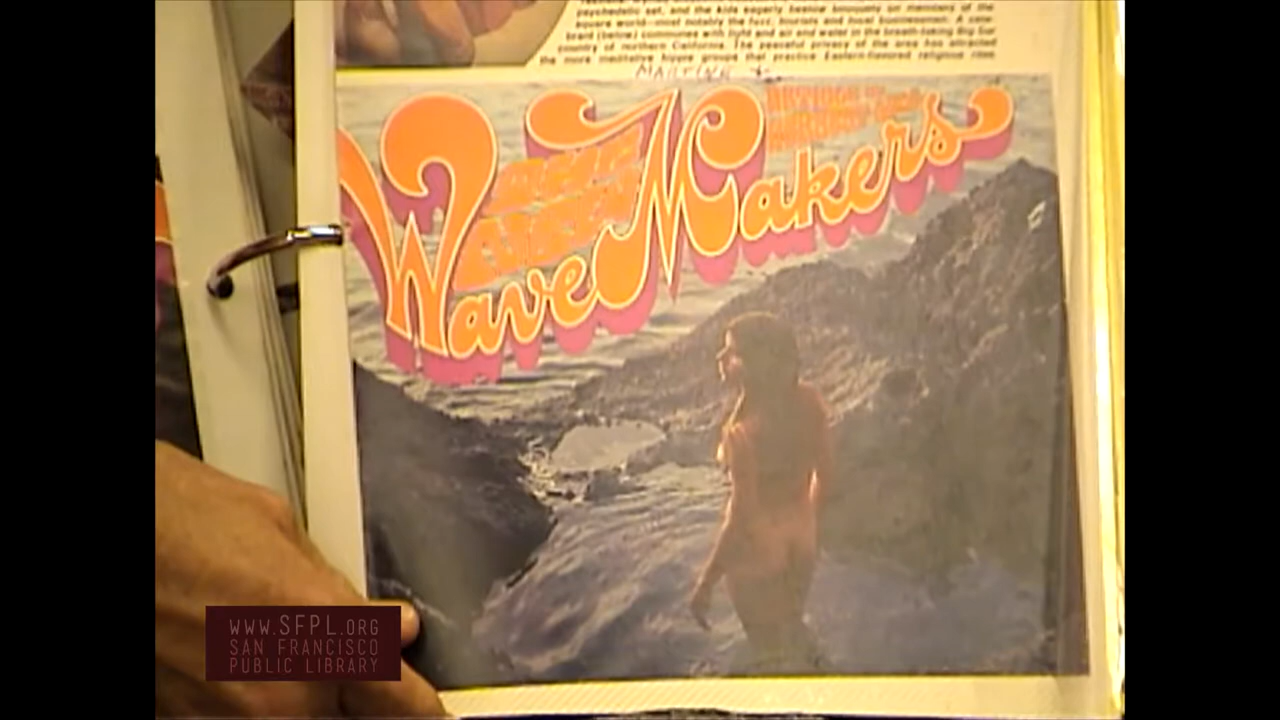 psychedelic set, and the kids eagerly bestow bouquets on members of the
square world—most notably the fuzz, tourists and local businessmen. A cele-
brant (below) communes with light and air and water in the breath-taking Big Sur
country of northern California. The peaceful privacy of the area has attracted
the more meditative hippie groups that practice Eastern-flavored religious rites
Wave Makers
WWW.SFPL.ORG
SAN FRANCISCO
PUBLIC LIBRARY